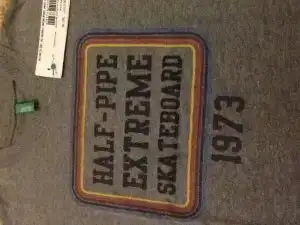 HALF-PIPE
EXTREME
SKATEBOARD
1973